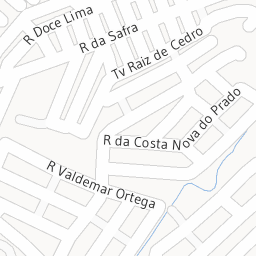 R Doce Lima
R da Safra
Tv Raiz de Cedro
R da Costa Nova do Prado
R Valdemar Ortega